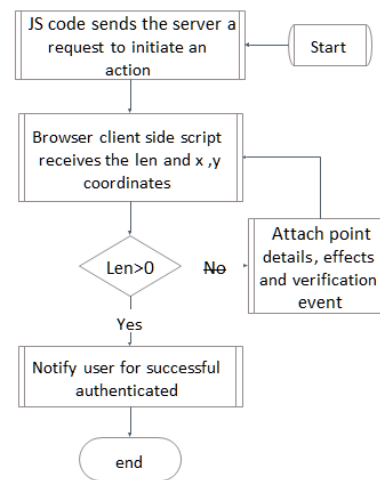 JS code sends the server a
request to initiate an
action
Start
Browser client side script
receives the len and x ,y
coordinates
Len>0
No
Attach point
details, effects
and verification
event
Yes
Notify user for successful
authenticated
end